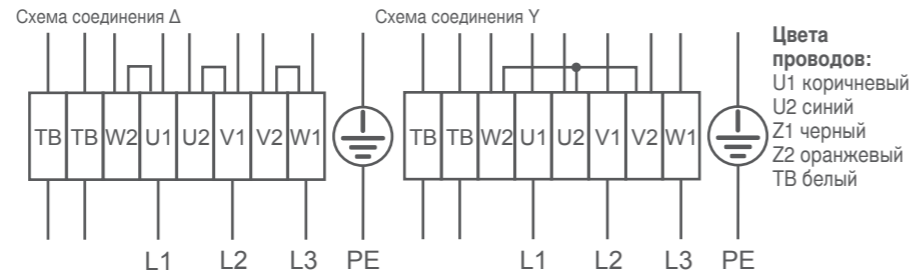 Схема соединения Δ
Схема соединения Y
TB TB W2 U1 U2 V1 V2 W1
TB TB W2 U1 U2 V1 V2 W1
L1 L2 L3 PE
L1 L2 L3 PE
Цвета
проводов:
U1 коричневый
U2 синий
Z1 черный
Z2 оранжевый
TB белый